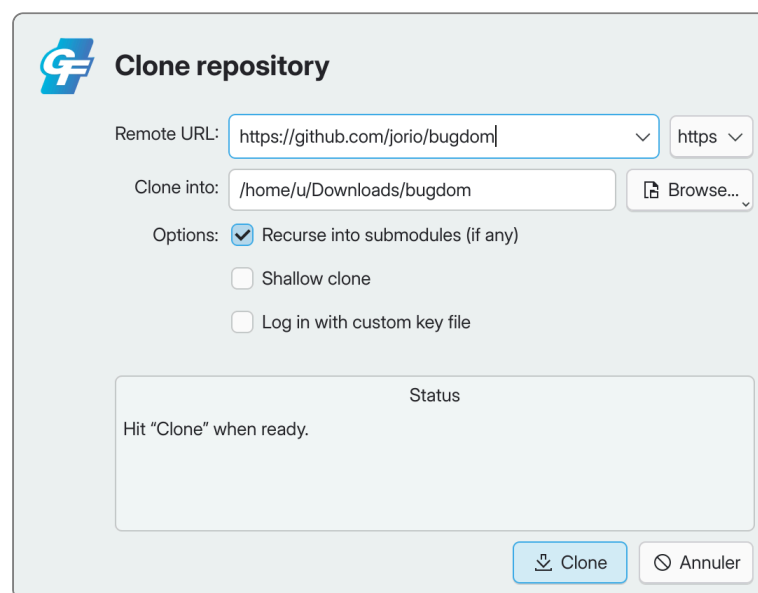 GF
Clone repository
Remote URL: https://github.com/jorio/bugdom https
Clone into: /home/u/Downloads/bugdom Browse...
Options: Recurse into submodules (if any)
Shallow clone
Log in with custom key file
Status
Hit “Clone” when ready.
Clone Annuler